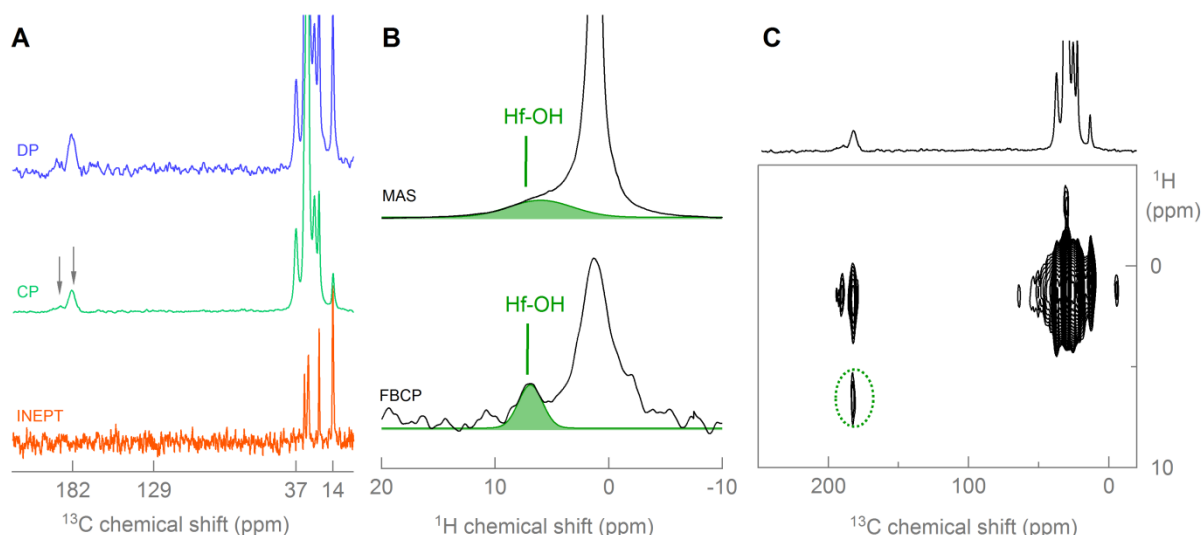 A
DP
CP
INEPT
182
129
37
14
13C chemical shift (ppm)
B
Hf-OH
MAS
Hf-OH
FBCP
20
10
0
-10
1H chemical shift (ppm)
C
1H
(ppm)
0
10
200
100
0
13C chemical shift (ppm)